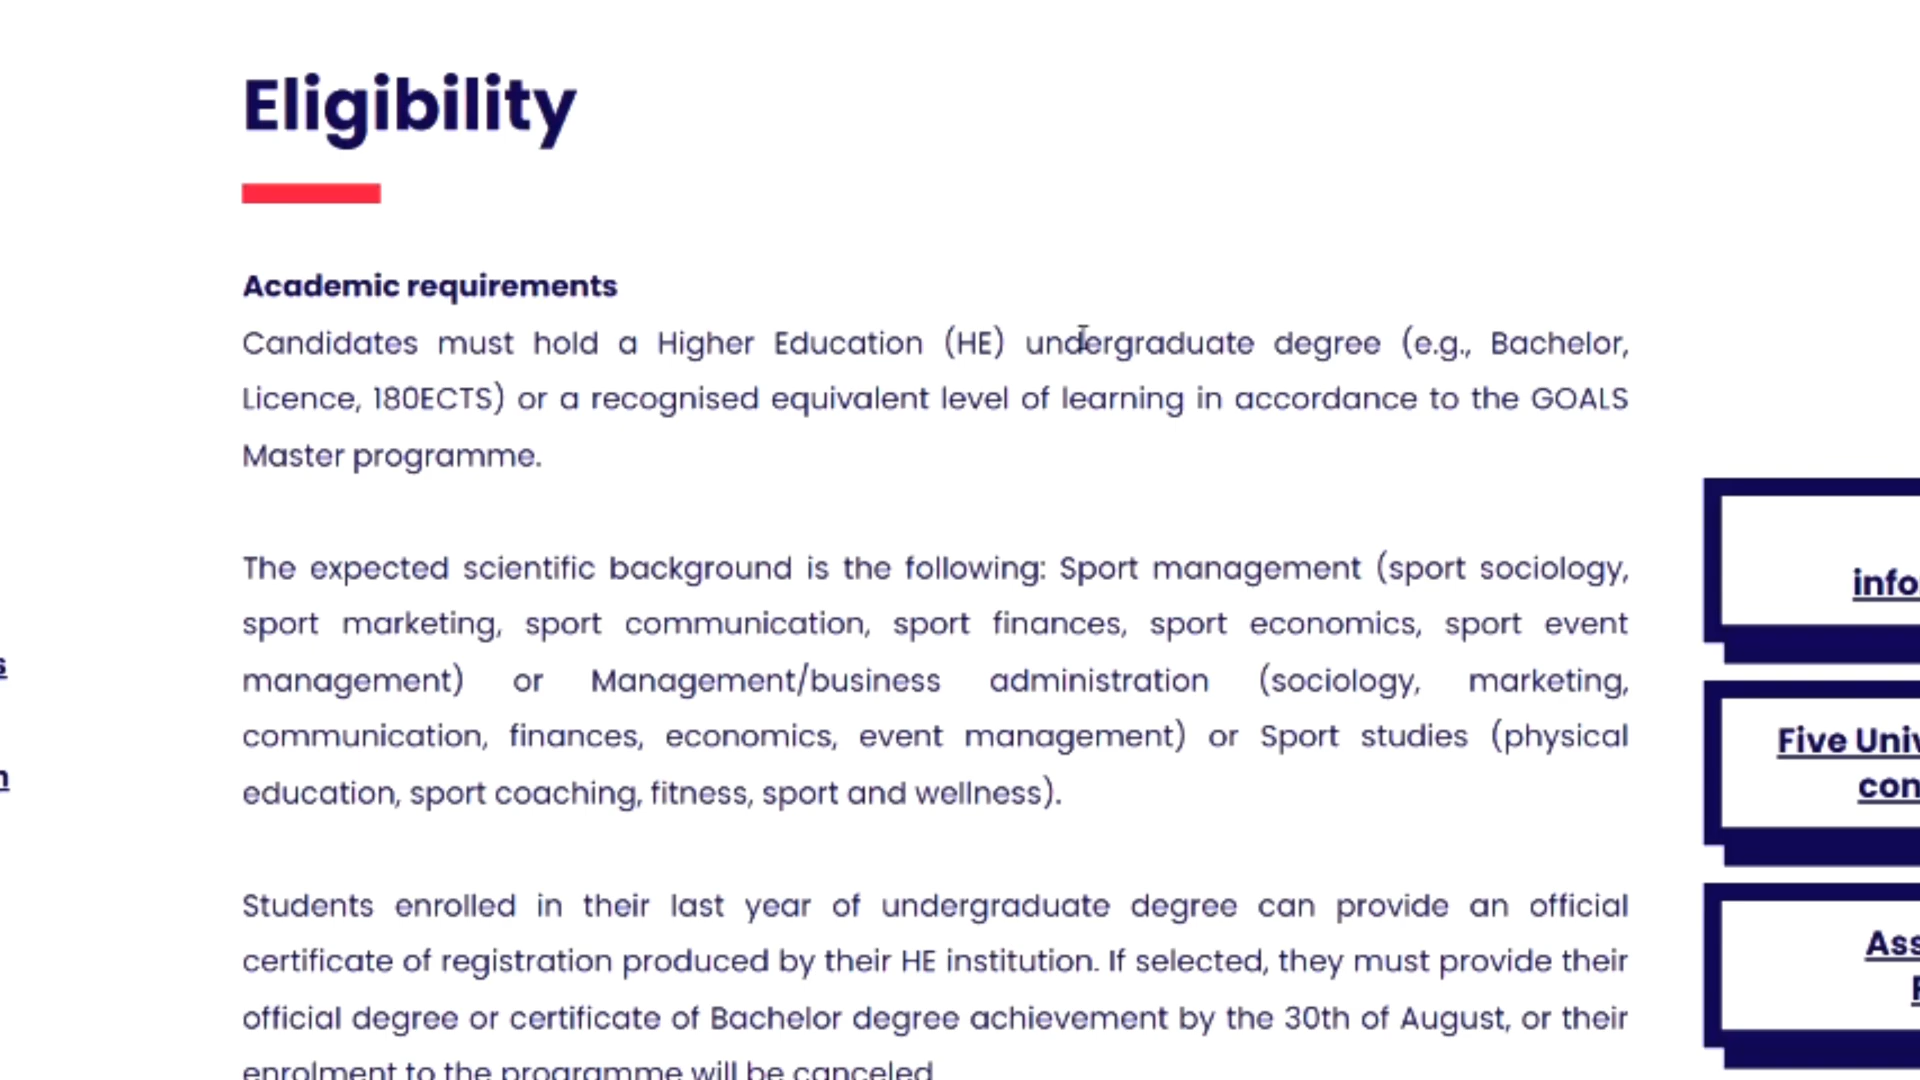 Eligibility
Academic requirements
Candidates must hold a Higher Education (HE) undergraduate degree (e.g., Bachelor,
Licence, 180ECTS) or a recognised equivalent level of learning in accordance to the GOALS
Master programme.
The expected scientific background is the following: Sport management (sport sociology,
sport marketing, sport communication, sport finances, sport economics, sport event
management) or Management/business administration (sociology, marketing,
communication, finances, economics, event management) or Sport studies (physical
education, sport coaching, fitness, sport and wellness).
Students enrolled in their last year of undergraduate degree can provide an official
certificate of registration produced by their HE institution. If selected, they must provide their
official degree or certificate of Bachelor degree achievement by the 30th of August, or their
enrolment to the programme will be canceled
Five